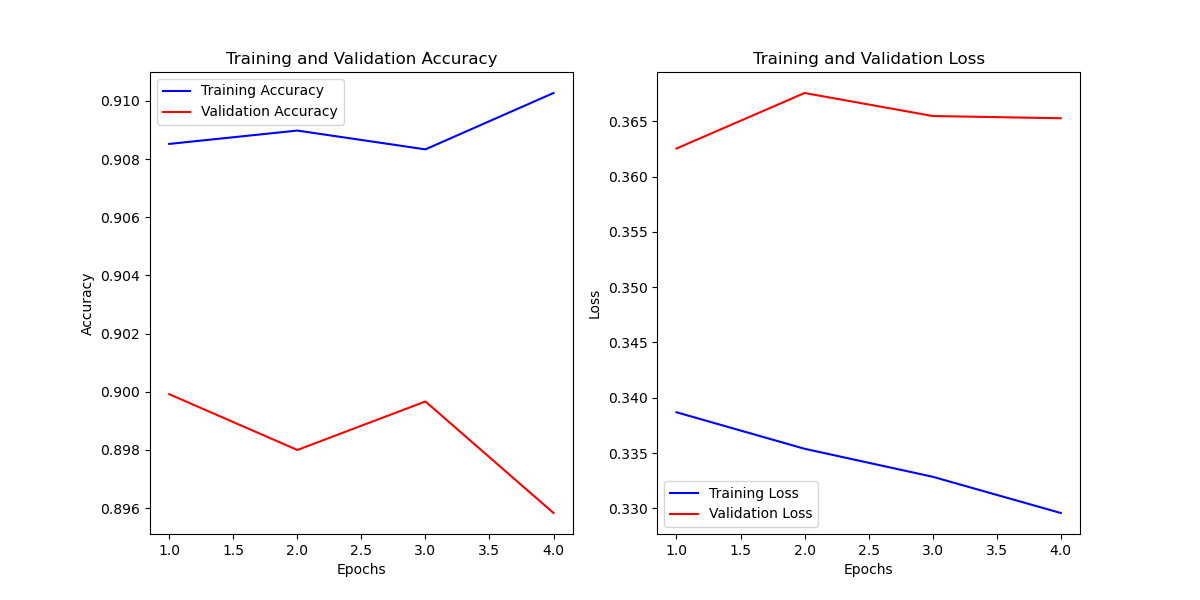 Training and Validation Accuracy
Training Accuracy
Validation Accuracy
0.910
0.908
0.906
0.904
0.902
0.900
0.898
0.896
Accuracy
1.0 1.5 2.0 2.5 3.0 3.5 4.0
Epochs
Training and Validation Loss
0.365
0.360
0.355
0.350
0.345
0.340
0.335
0.330
Loss
Training Loss
Validation Loss
1.0 1.5 2.0 2.5 3.0 3.5 4.0
Epochs